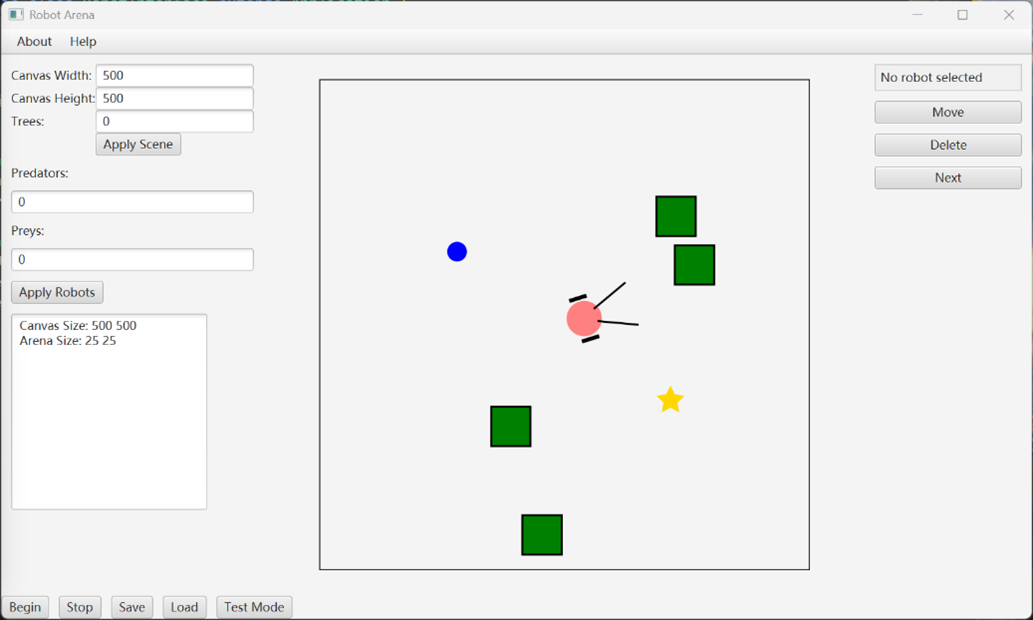 Robot Arena
About Help
Canvas Width: 500
Canvas Height: 500
Trees: 0
Apply Scene
Predators:
0
Preys:
0
Apply Robots
Canvas Size: 500 500
Arena Size: 25 25
No robot selected
Move
Delete
Next
Begin Stop Save Load Test Mode